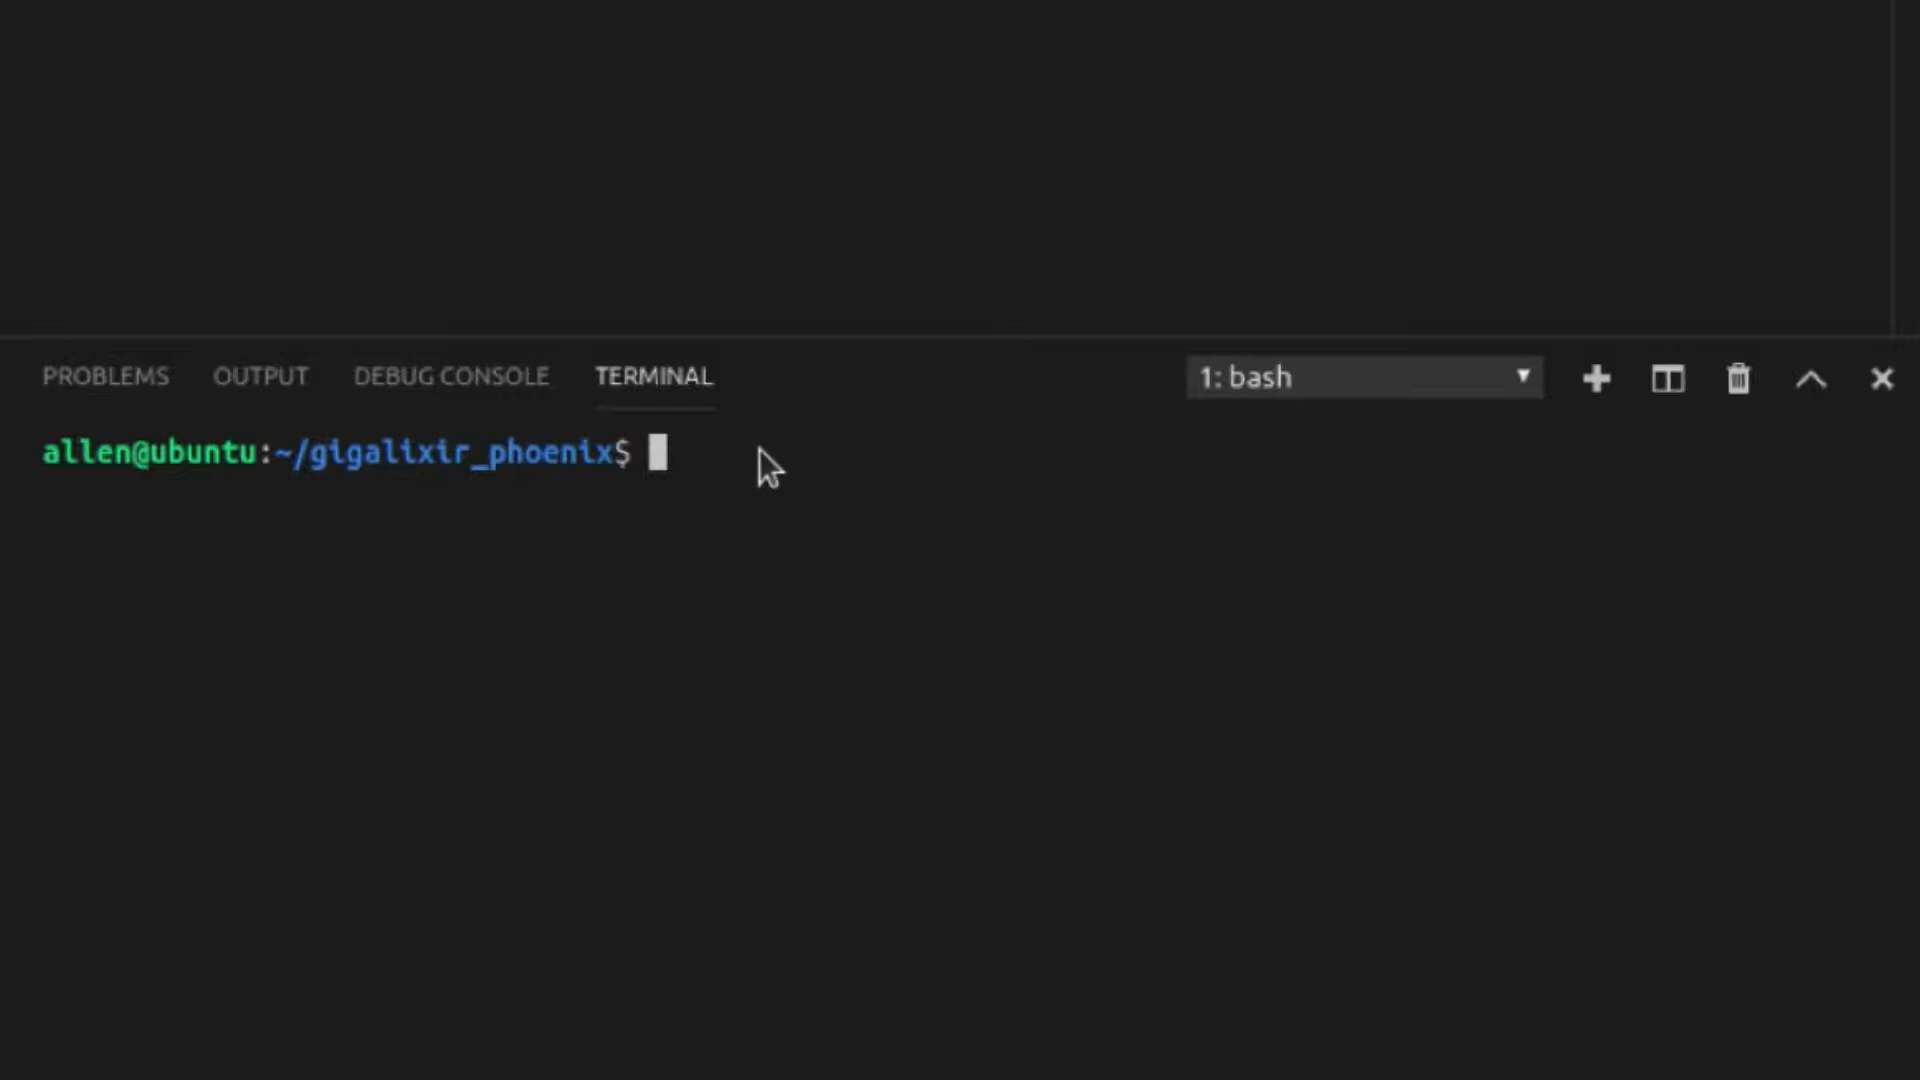 PROBLEMS OUTPUT DEBUG CONSOLE TERMINAL 1: bash
allen@ubuntu:~/gigalixir_phoenix$